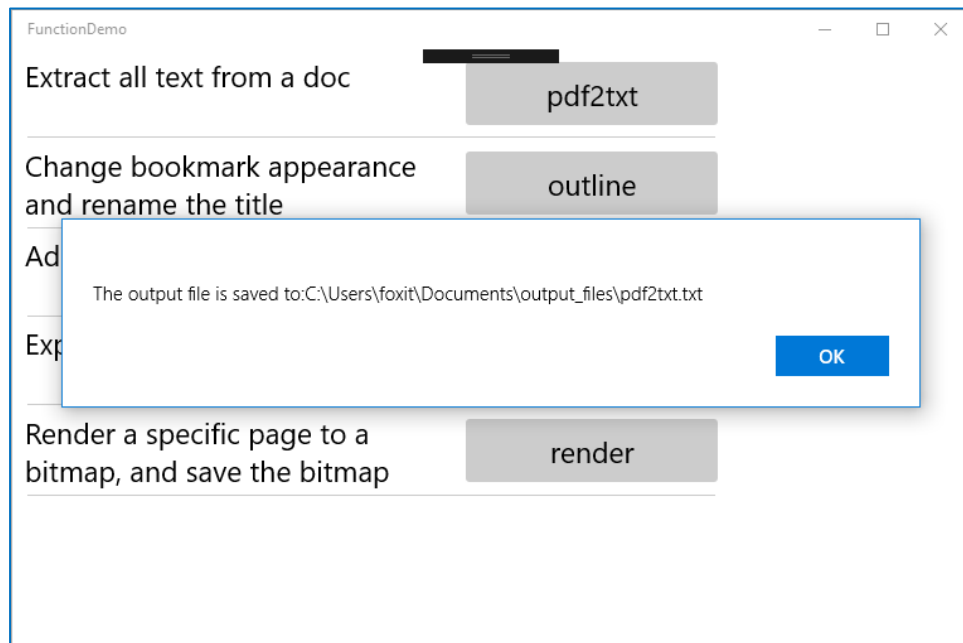 FunctionDemo
Extract all text from a doc
pdf2txt
Change bookmark appearance
and rename the title
outline
Ad
The output file is saved to:C:\Users\foxit\Documents\output_files\pdf2txt.txt
Exp
OK
Render a specific page to a
bitmap, and save the bitmap
render